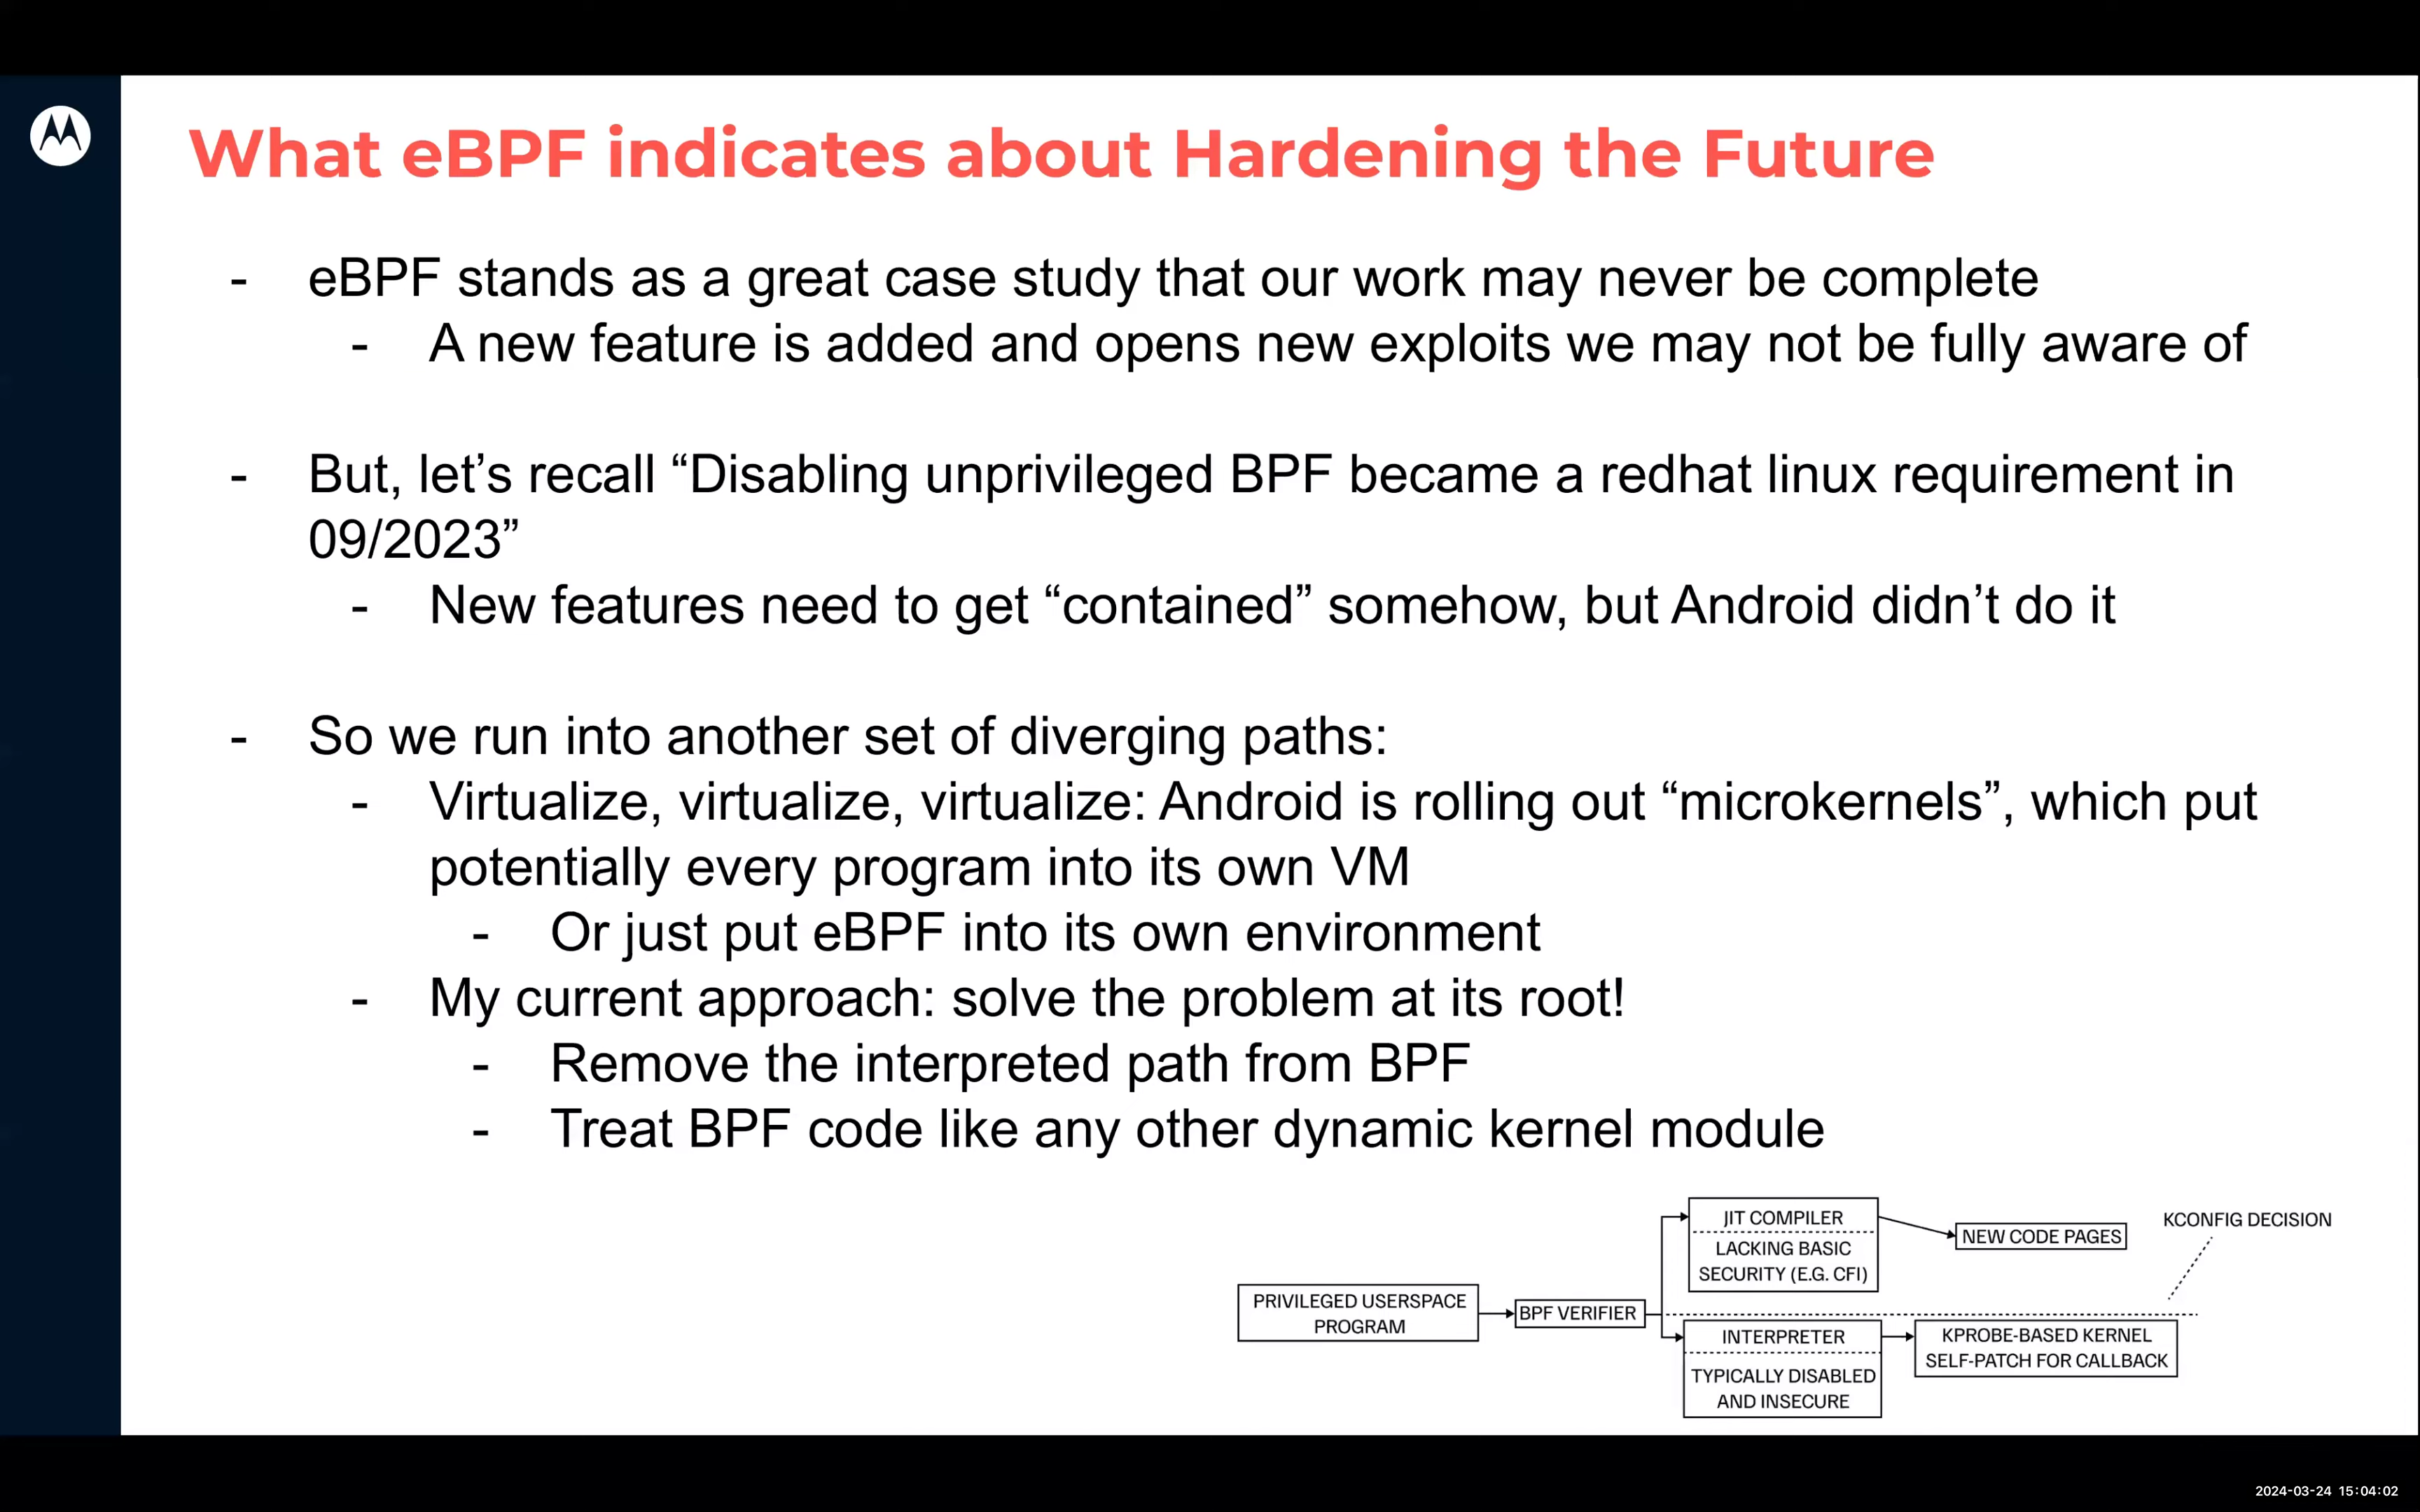 What eBPF indicates about Hardening the Future
- eBPF stands as a great case study that our work may never be complete
- A new feature is added and opens new exploits we may not be fully aware of
- But, let’s recall “Disabling unprivileged BPF became a redhat linux requirement in
09/2023”
- New features need to get “contained” somehow, but Android didn’t do it
- So we run into another set of diverging paths:
- Virtualize, virtualize, virtualize: Android is rolling out “microkernels”, which put
potentially every program into its own VM
- Or just put eBPF into its own environment
- My current approach: solve the problem at its root!
- Remove the interpreted path from BPF
- Treat BPF code like any other dynamic kernel module
PRIVILEGED USERSPACE
PROGRAM
BPF VERIFIER
JIT COMPILER
LACKING BASIC
SECURITY (E.G. CFI)
NEW CODE PAGES
KCONFIG DECISION
INTERPRETER
TYPICALLY DISABLED
AND INSECURE
KPROBE-BASED KERNEL
SELF-PATCH FOR CALLBACK
2024-03-24 15:04:02